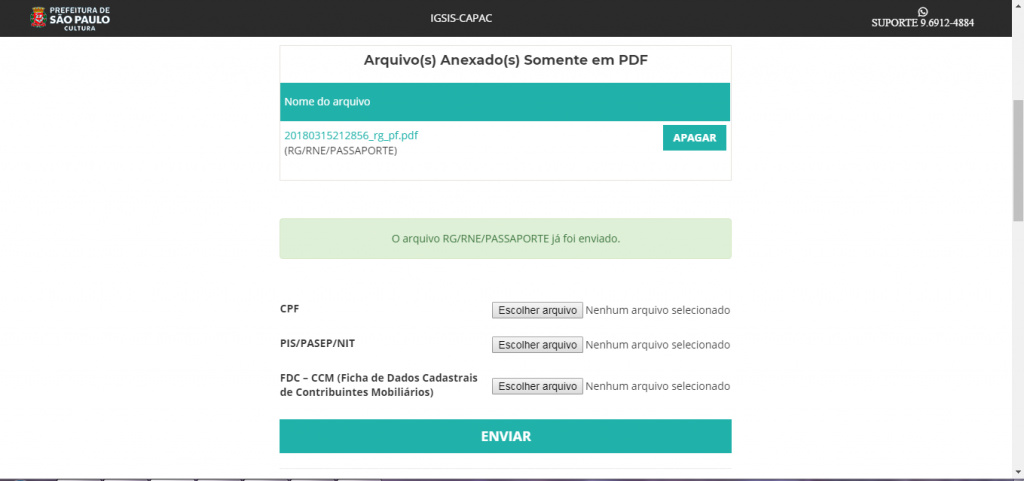 PREFEITURA DE
SÃO PAULO
CULTURA
IGSIS-CAPAC
SUPORTE 9.6912-4884
Arquivo(s) Anexado(s) Somente em PDF
Nome do arquivo
20180315212856_rg_pf.pdf
(RG/RNE/PASSAPORTE)
APAGAR
O arquivo RG/RNE/PASSAPORTE já foi enviado.
CPF
Escolher arquivo Nenhum arquivo selecionado
PIS/PASEP/NIT
Escolher arquivo Nenhum arquivo selecionado
FDC – CCM (Ficha de Dados Cadastrais
de Contribuintes Mobiliários)
Escolher arquivo Nenhum arquivo selecionado
ENVIAR